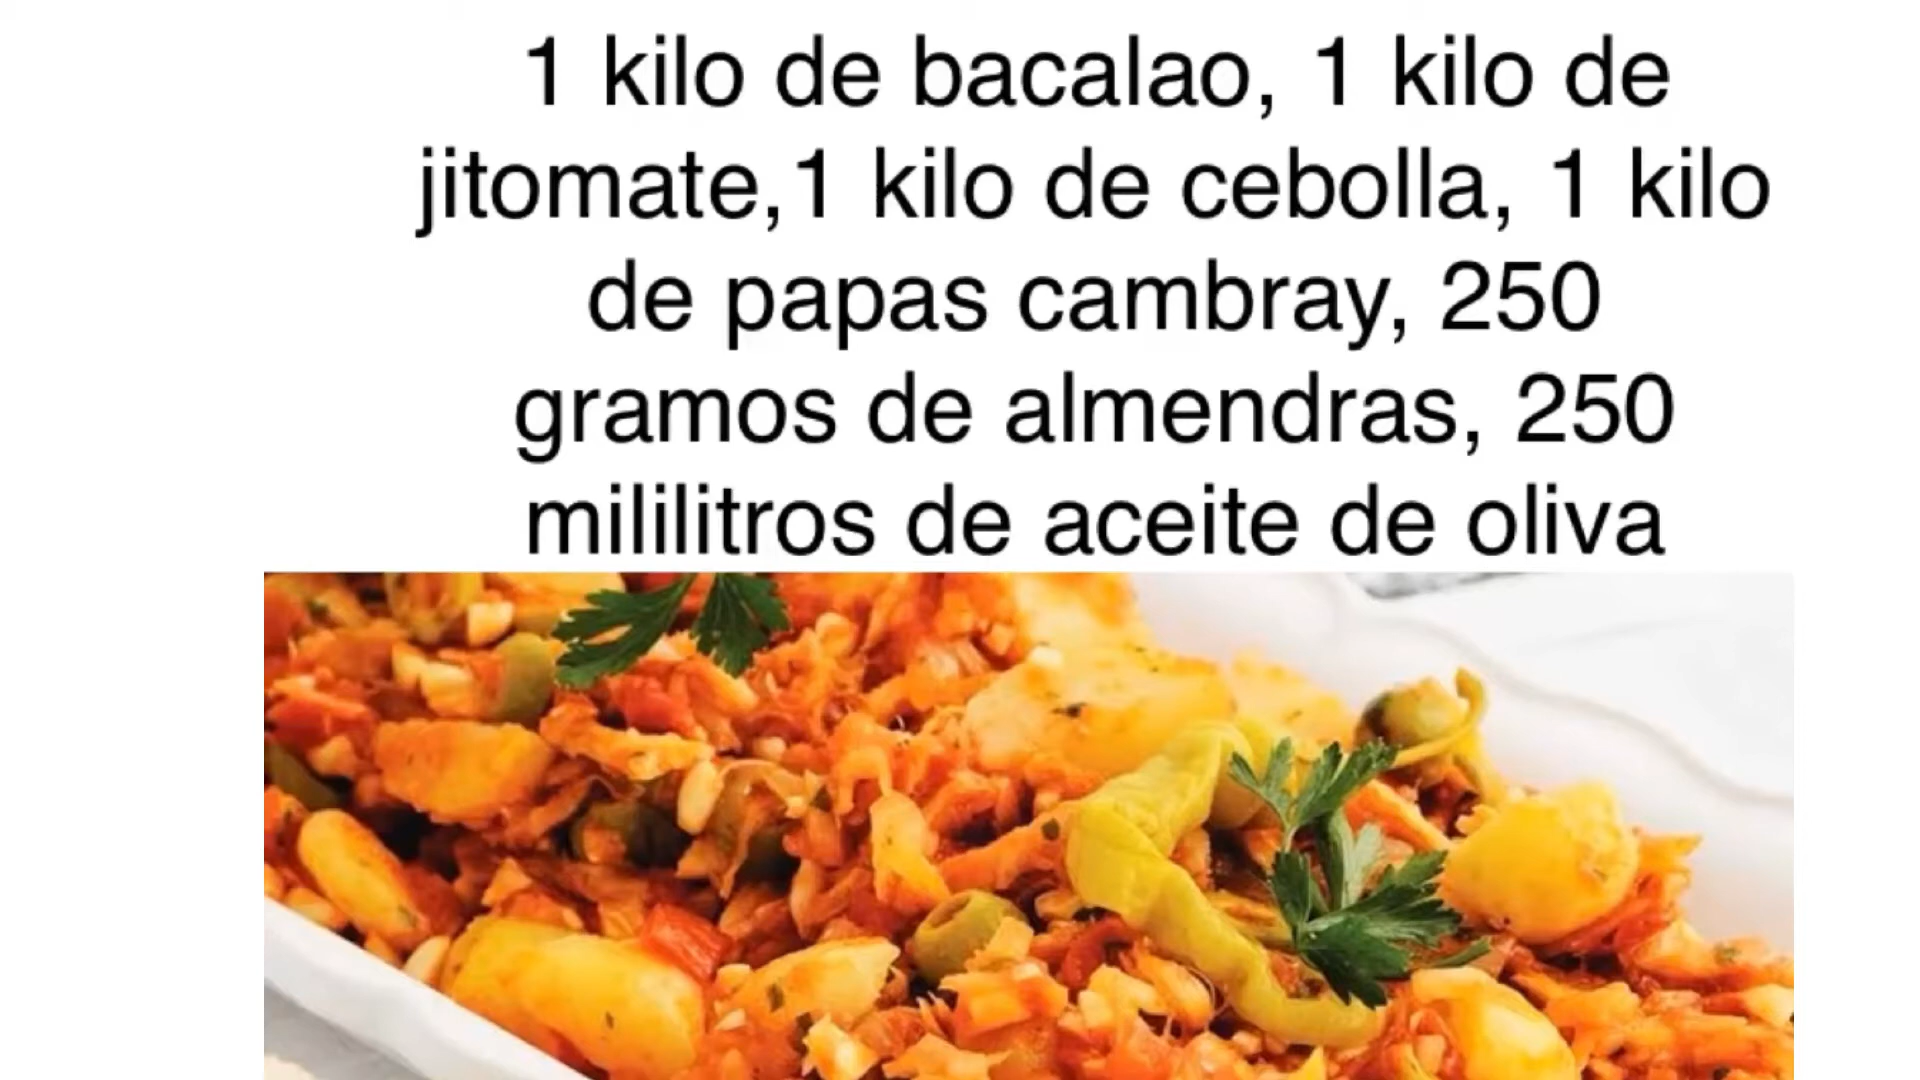 1 kilo de bacalao, 1 kilo de
jitomate,1 kilo de cebolla, 1 kilo
de papas cambray, 250
gramos de almendras, 250
mililitros de aceite de oliva